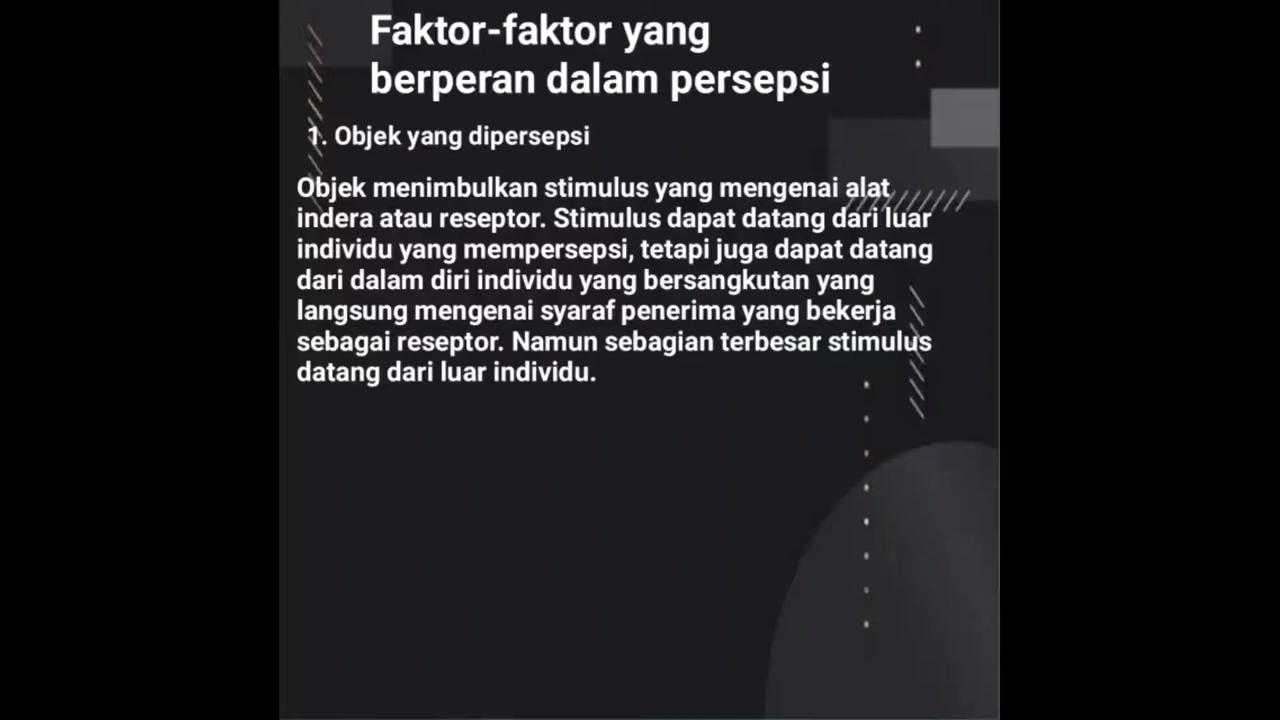 Faktor-faktor yang
berperan dalam persepsi
1. Objek yang dipersepsi
Objek menimbulkan stimulus yang mengenai alat
indera atau reseptor. Stimulus dapat datang dari luar
individu yang mempersepsi, tetapi juga dapat datang
dari dalam diri individu yang bersangkutan yang
langsung mengenai syaraf penerima yang bekerja
sebagai reseptor. Namun sebagian terbesar stimulus
datang dari luar individu.